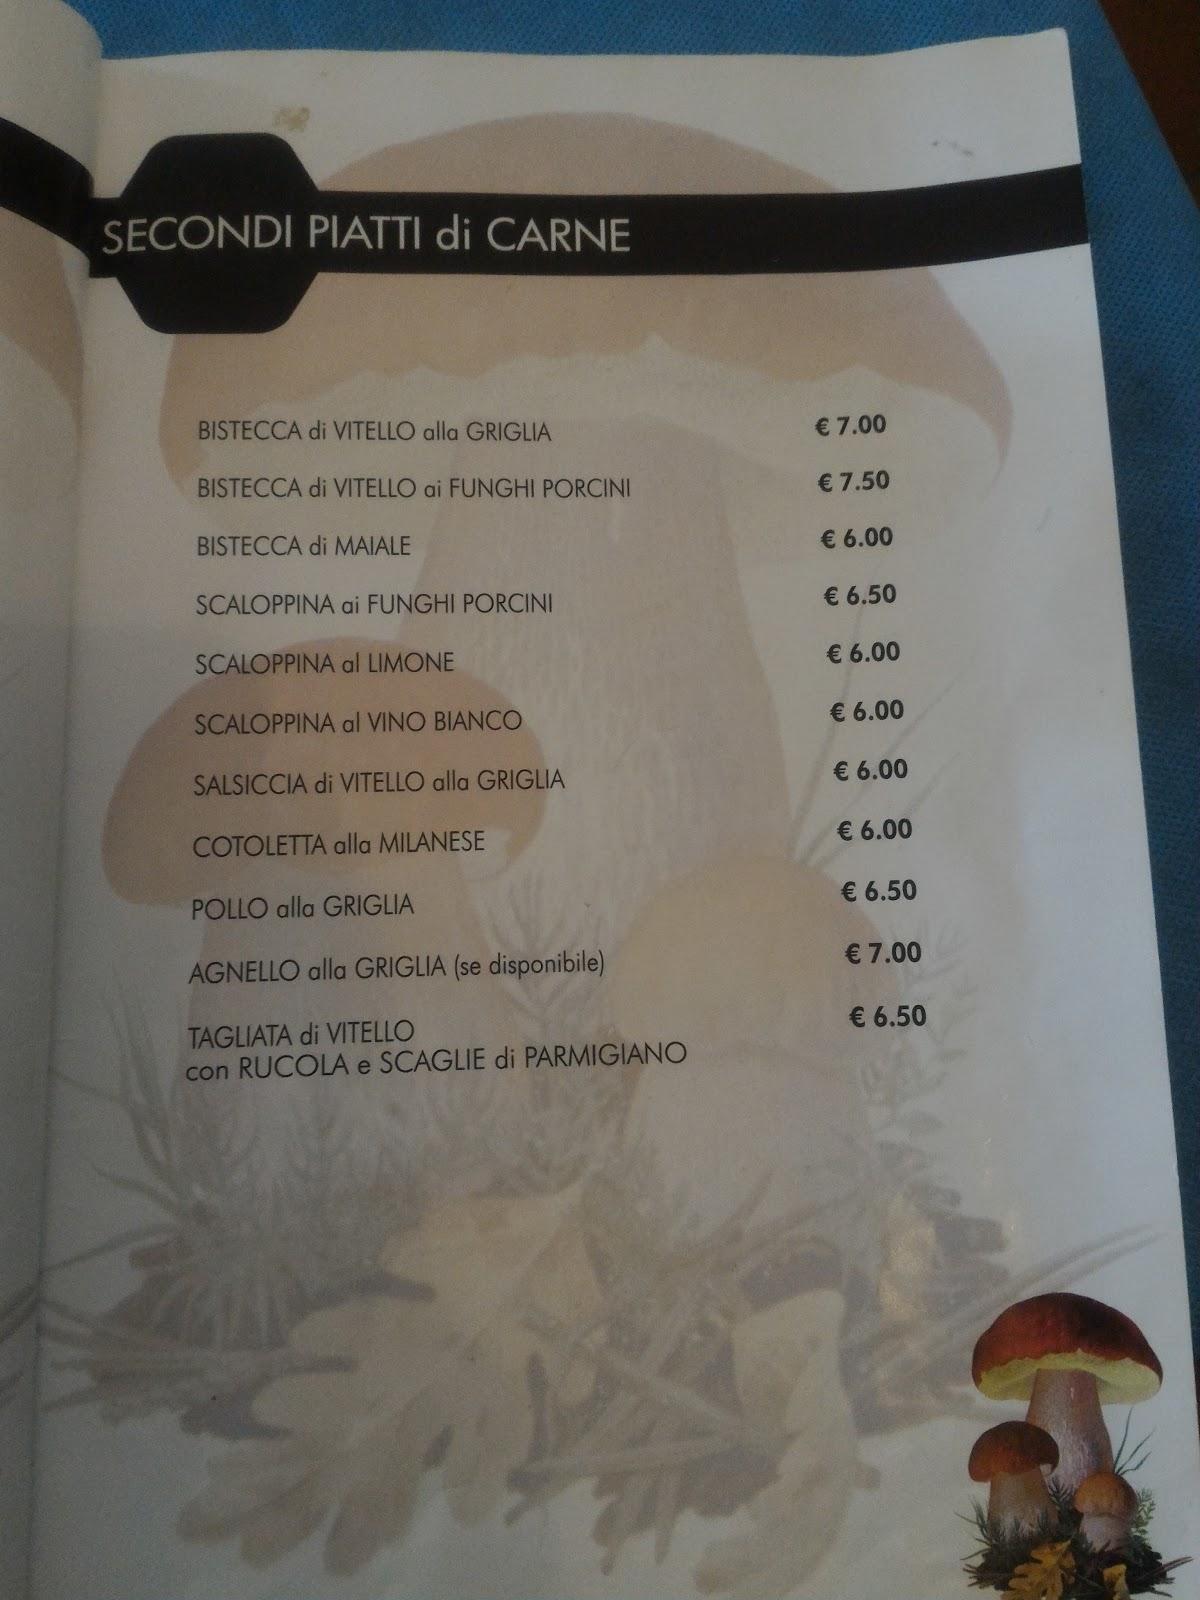 SECONDI PIATTI di CARNE
BISTECCA di VITELLO alla GRIGLIA € 7.00
BISTECCA di VITELLO ai FUNGHI PORCINI € 7.50
BISTECCA di MAIALE € 6.00
SCALOPPINA ai FUNGHI PORCINI € 6.50
SCALOPPINA al LIMONE € 6.00
SCALOPPINA al VINO BIANCO € 6.00
SALSICCIA di VITELLO alla GRIGLIA € 6.00
COTOLETTA alla MILANESE € 6.00
POLLO alla GRIGLIA € 6.50
AGNELLO alla GRIGLIA (se disponibile) € 7.00
TAGLIATA di VITELLO € 6.50
con RUCOLA e SCAGLIE di PARMIGIANO